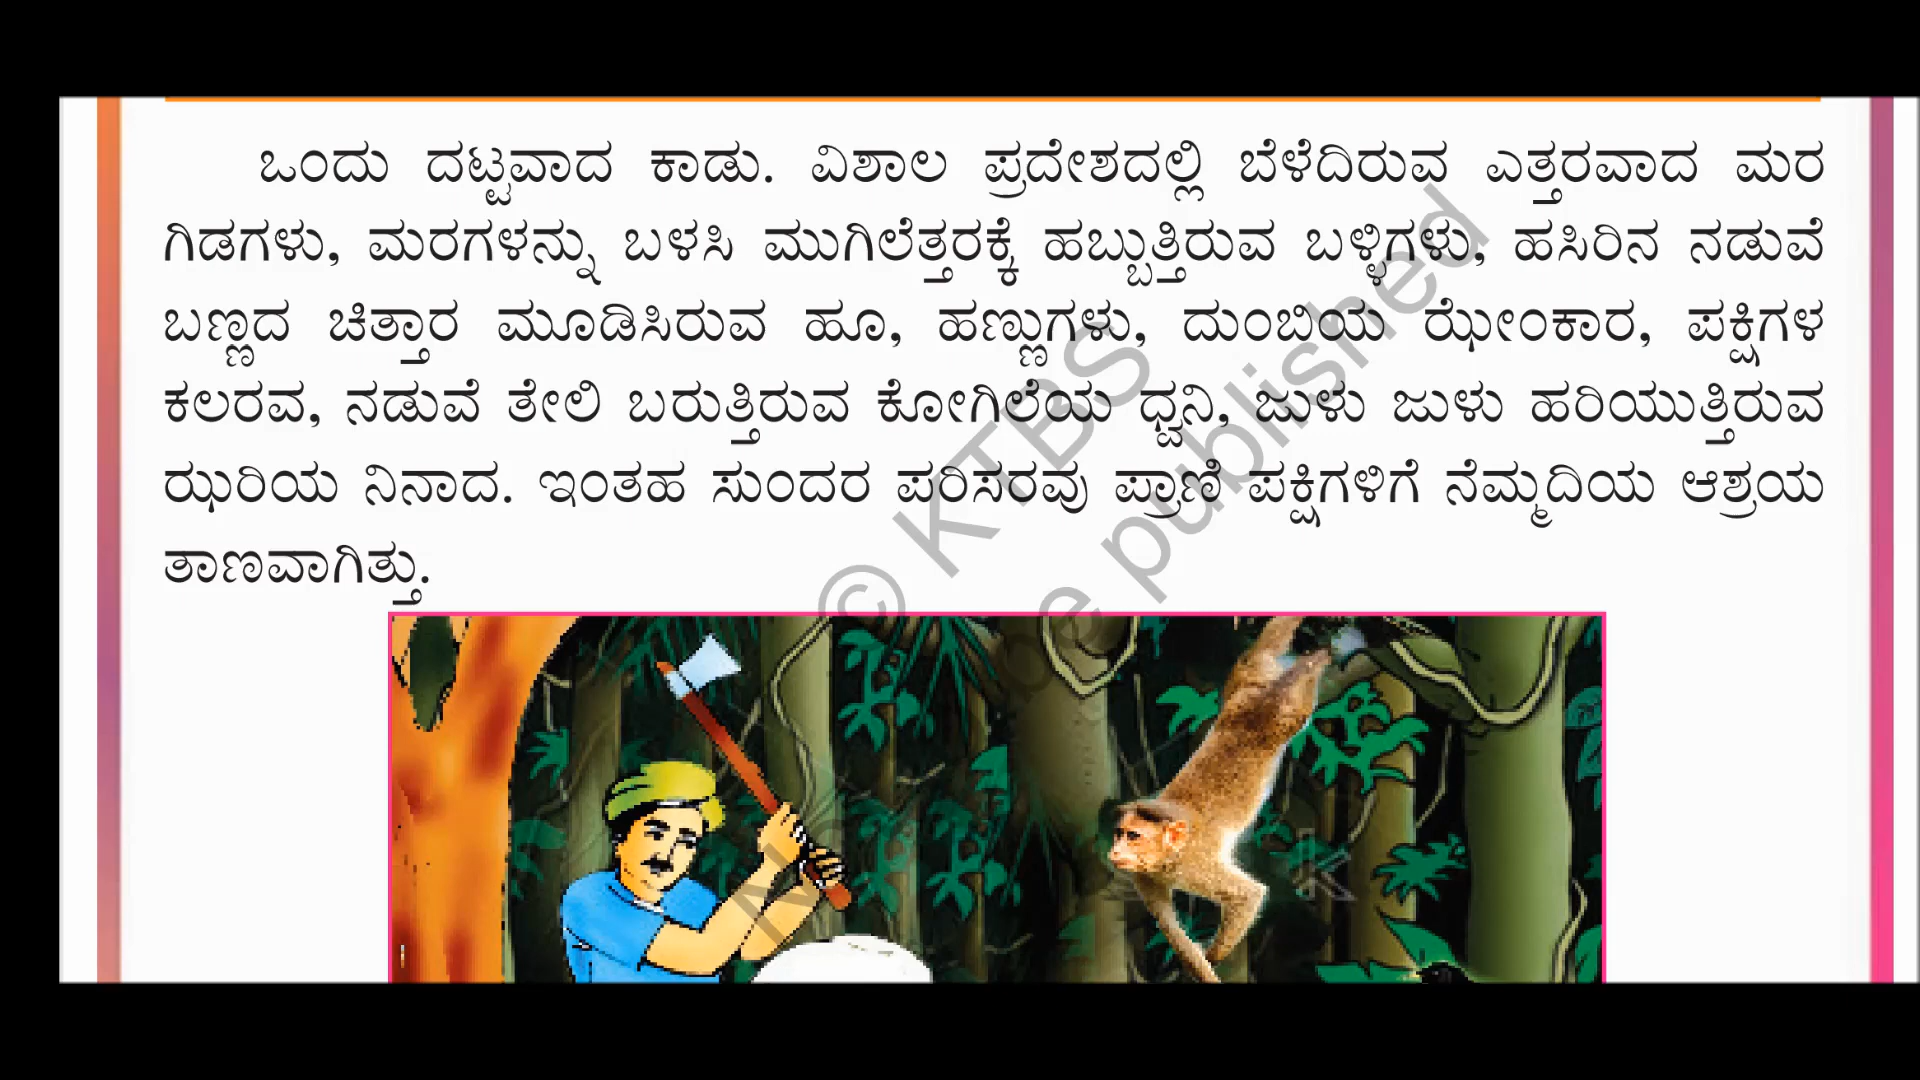 ಒಂದು ದಟ್ಟವಾದ ಕಾಡು. ವಿಶಾಲ ಪ್ರದೇಶದಲ್ಲಿ ಬೆಳೆದಿರುವ ಎತ್ತರವಾದ ಮರ
ಗಿಡಗಳು, ಮರಗಳನ್ನು ಬಳಸಿ ಮುಗಿಲೆತ್ತರಕ್ಕೆ ಹಬ್ಬುತ್ತಿರುವ ಬಳ್ಳಿಗಳು, ಹಸಿರಿನ ನಡುವೆ
ಬಣ್ಣದ ಚಿತ್ತಾರ ಮೂಡಿಸಿರುವ ಹೂ, ಹಣ್ಣುಗಳು, ದುಂಬಿಯ ಝೇಂಕಾರ, ಪಕ್ಷಿಗಳ
ಕಲರವ, ನಡುವೆ ತೇಲಿ ಬರುತ್ತಿರುವ ಕೋಗಿಲೆಯ ಧ್ವನಿ, ಜುಳು ಜುಳು ಹರಿಯುತ್ತಿರುವ
ಝರಿಯ ನಿನಾದ. ಇಂತಹ ಸುಂದರ ಪರಿಸರವು ಪ್ರಾಣಿ ಪಕ್ಷಿಗಳಿಗೆ ನೆಮ್ಮದಿಯ ಆಶ್ರಯ
ತಾಣವಾಗಿತ್ತು.
© KTBS
be published